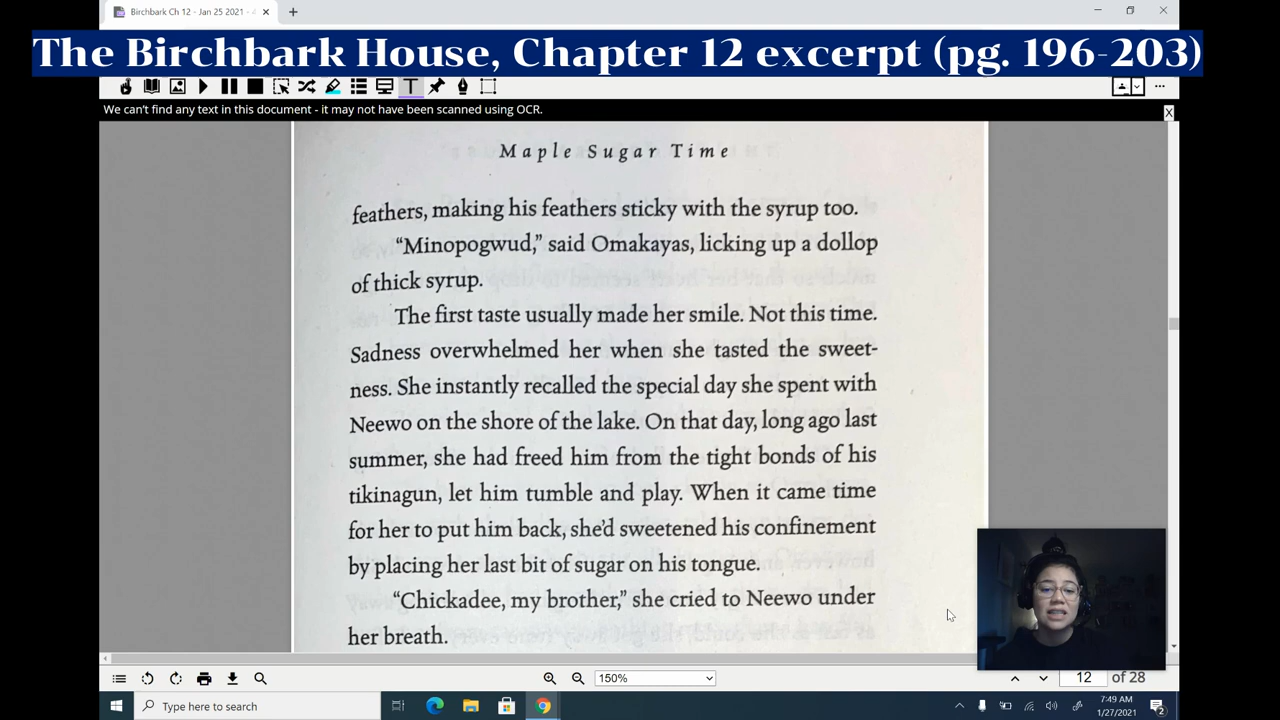 Birchbark Ch 12 - Jan 25 2021 -
The Birchbark House, Chapter 12 excerpt (pg. 196-203)
We can't find any text in this document - it may not have been scanned using OCR.
X
Maple Sugar Time
feathers, making his feathers sticky with the syrup too.
“Minopogwud,” said Omakayas, licking up a dollop
of thick syrup.
The first taste usually made her smile. Not this time.
Sadness overwhelmed her when she tasted the sweet-
ness. She instantly recalled the special day she spent with
Neewo on the shore of the lake. On that day, long ago last
summer, she had freed him from the tight bonds of his
tikinagun, let him tumble and play. When it came time
for her to put him back, she’d sweetened his confinement
by placing her last bit of sugar on his tongue.
“Chickadee, my brother,” she cried to Neewo under
her breath.
150%
12 of 28
Type here to search
7:49 AM
1/27/2021
2